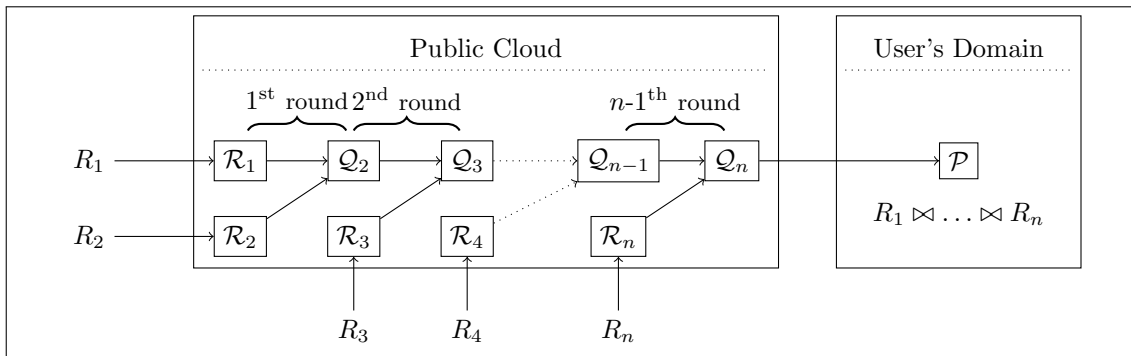 Public Cloud User's Domain
1st round 2nd round n-1th round
R₁ 𝓡₁ 𝓠₂ 𝓠₃ 𝓠ₙ₋₁ 𝓠ₙ 𝓟
R₁ ⋈ … ⋈ Rₙ
R₂ 𝓡₂ 𝓡₃ 𝓡₄ 𝓡ₙ
R₃ R₄ Rₙ